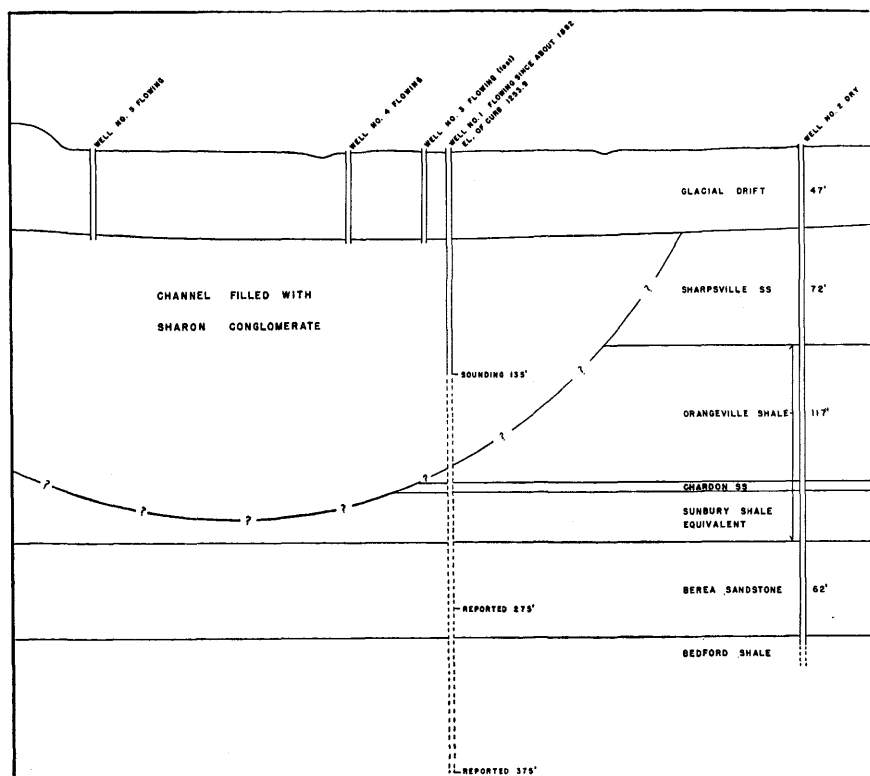 WELL NO. 5 FLOWING
WELL NO. 4 FLOWING
WELL NO. 3 FLOWING (lost)
WELL NO. 1 FLOWING SINCE ABOUT 1882
EL. OF CURB 1253.9
WELL NO. 2 DRY
GLACIAL DRIFT 47'
CHANNEL FILLED WITH
SHARON CONGLOMERATE
SHARPSVILLE SS 72'
?
SOUNDING 135'
?
ORANGEVILLE SHALE 117'
?
?
CHARDON SS
?
?
?
SUNBURY SHALE
EQUIVALENT
BEREA SANDSTONE 62'
REPORTED 275'
BEDFORD SHALE
REPORTED 375'